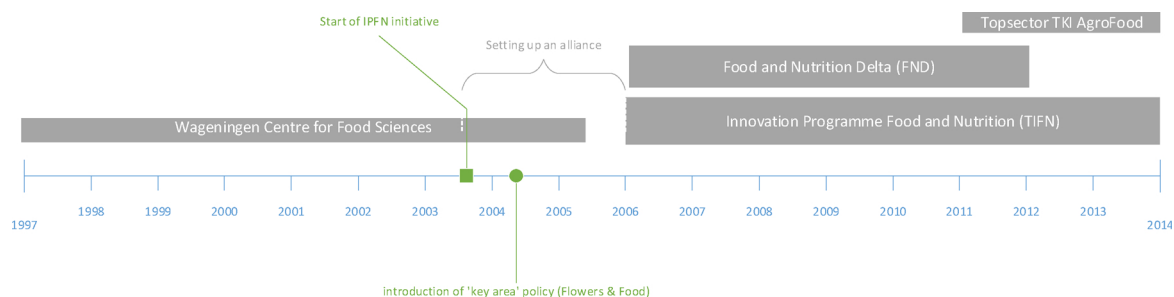 Topsector TKI AgroFood
Start of IPFN initiative
Setting up an alliance
Food and Nutrition Delta (FND)
Wageningen Centre for Food Sciences
Innovation Programme Food and Nutrition (TIFN)
1997
1998
1999
2000
2001
2002
2003
2004
2005
2006
2007
2008
2009
2010
2011
2012
2013
2014
introduction of 'key area' policy (Flowers & Food)